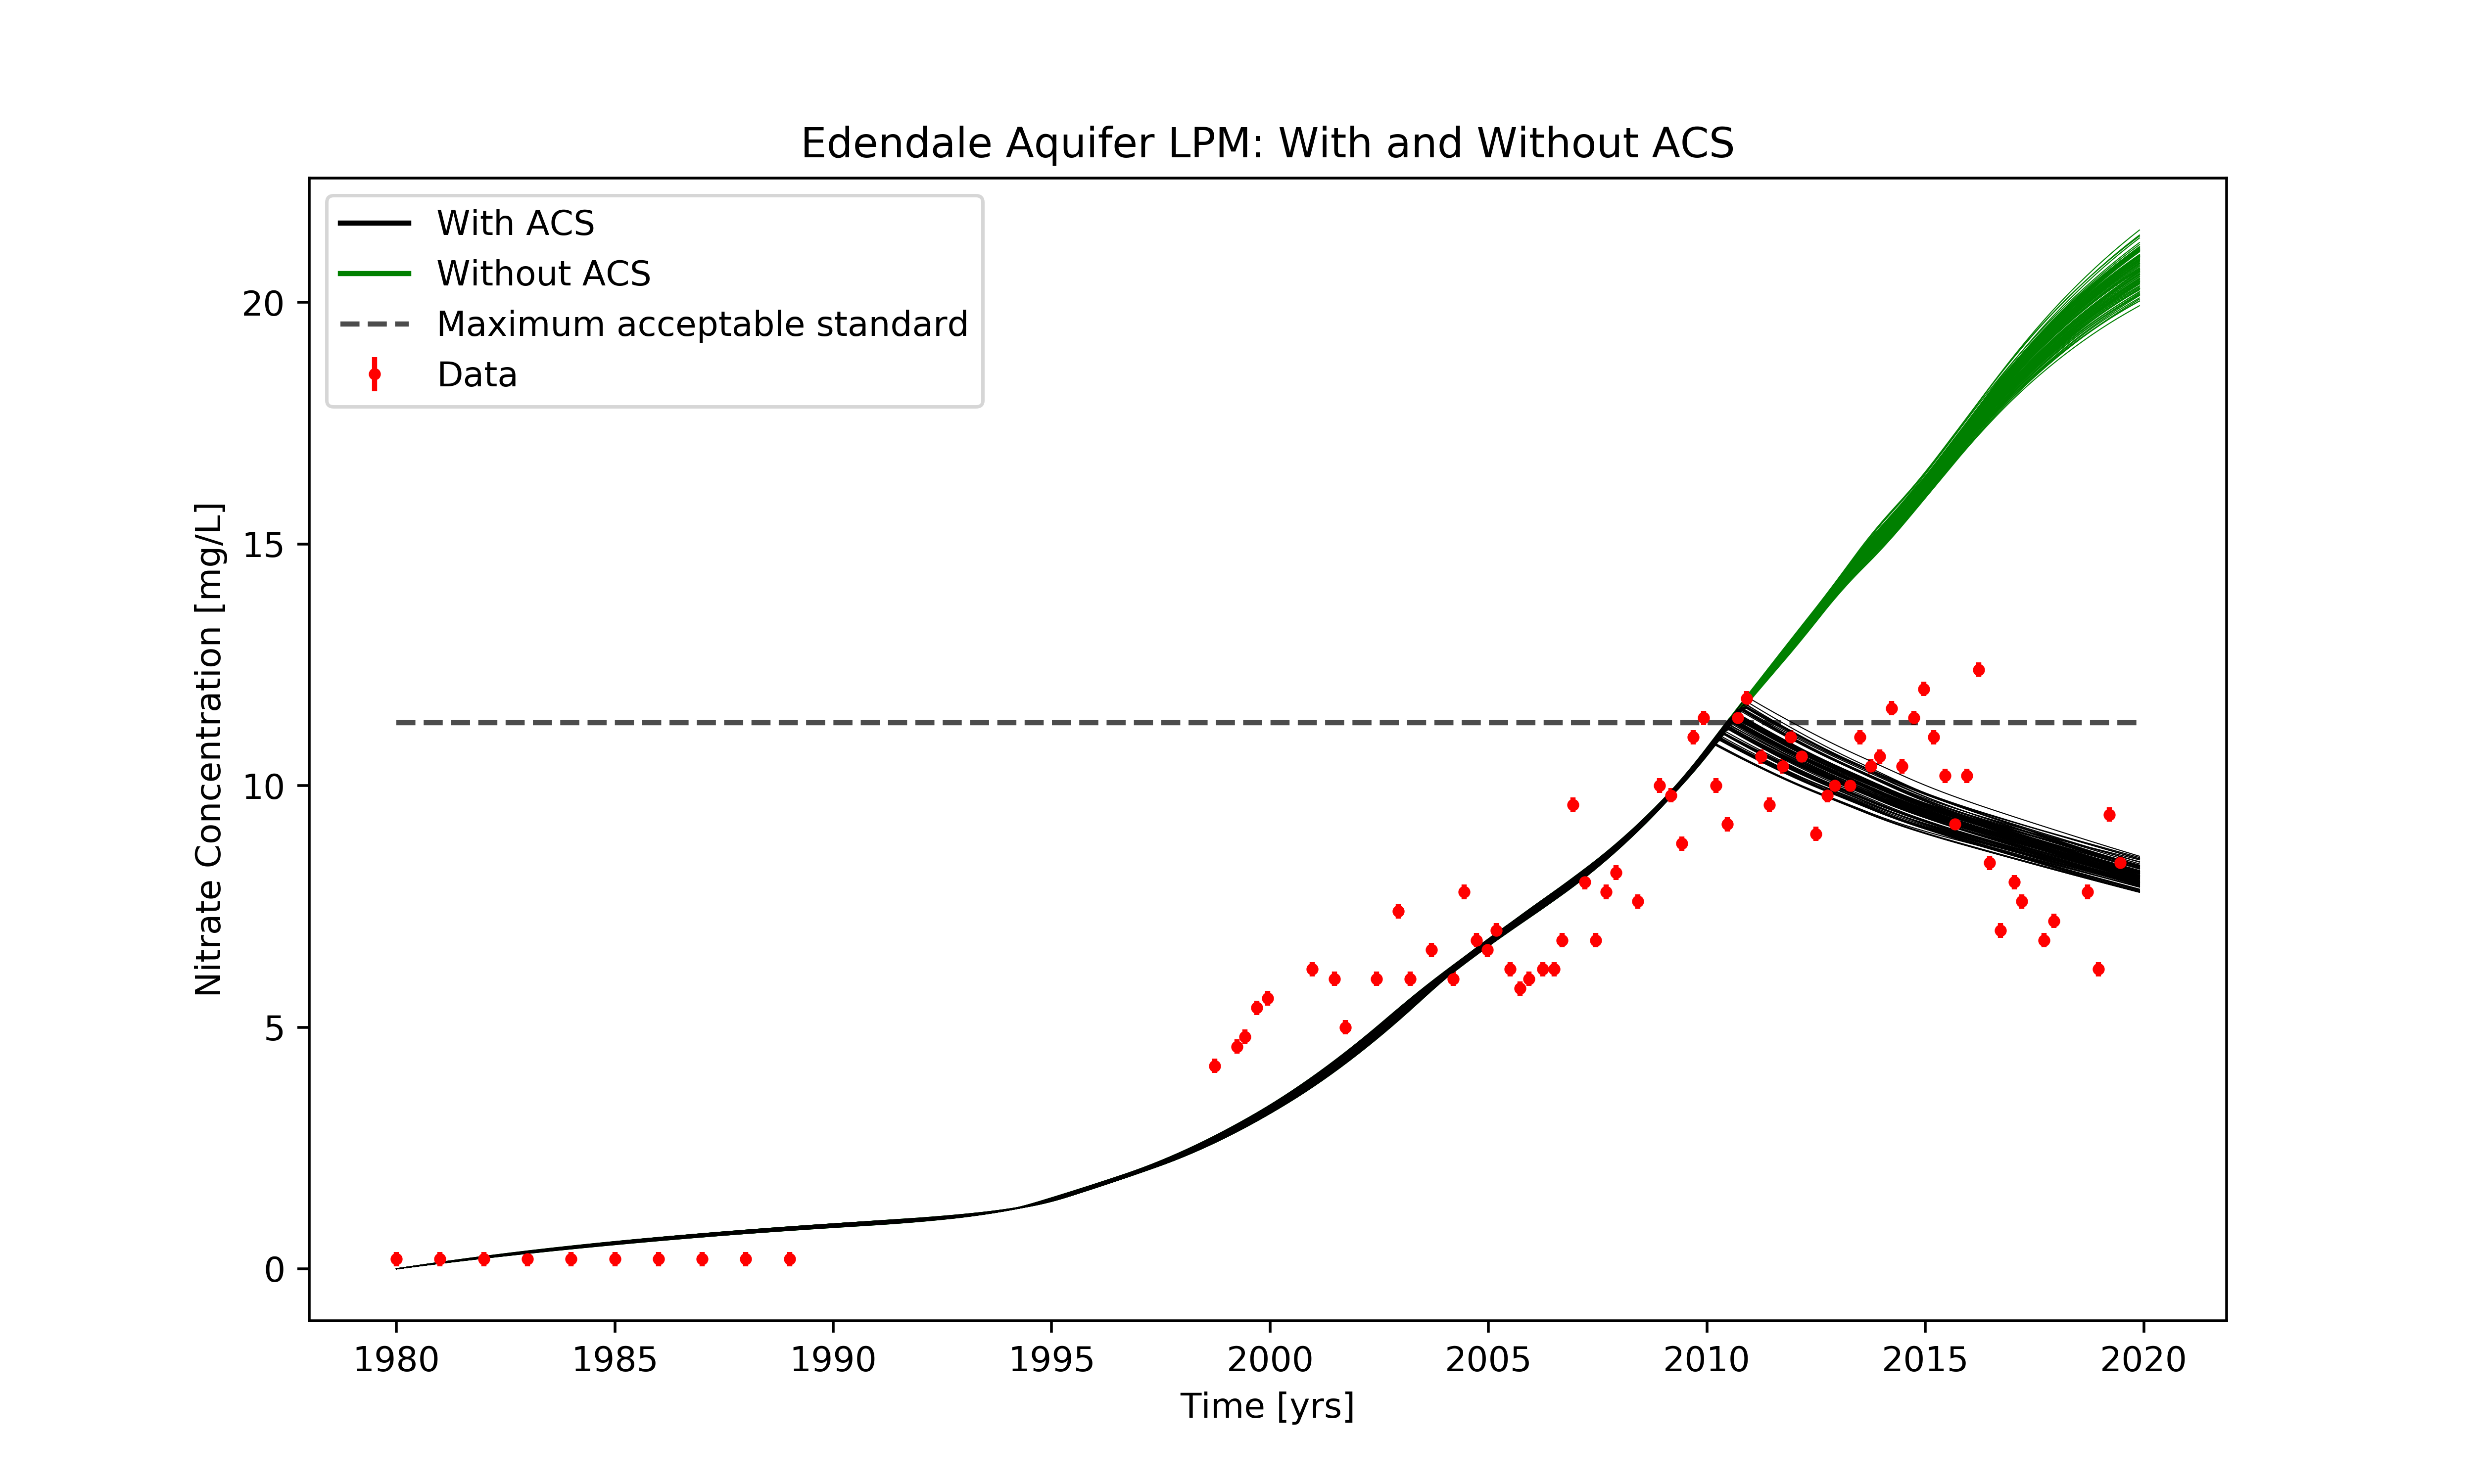 Edendale Aquifer LPM: With and Without ACS
With ACS
Without ACS
Maximum acceptable standard
Data
Nitrate Concentration [mg/L]
20
15
10
5
0
1980 1985 1990 1995 2000 2005 2010 2015 2020
Time [yrs]